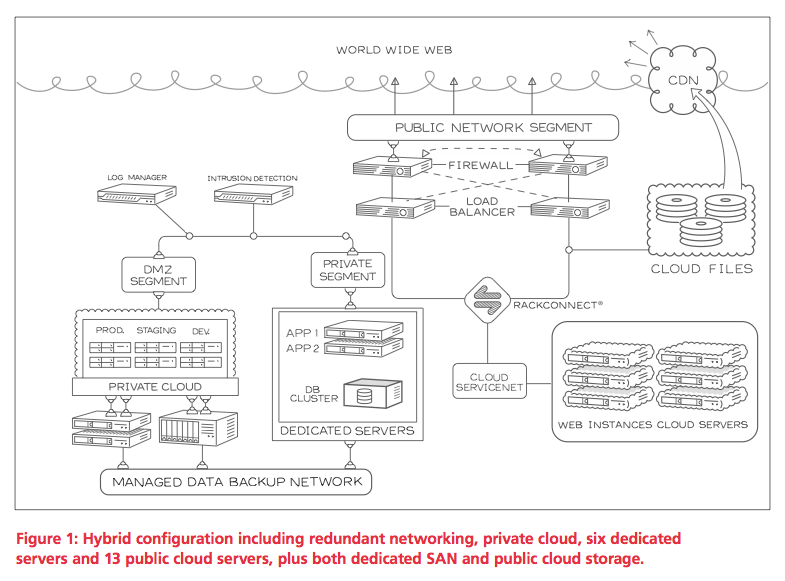 WORLD WIDE WEB
CDN
PUBLIC NETWORK SEGMENT
LOG MANAGER
INTRUSION DETECTION
FIREWALL
LOAD
BALANCER
DMZ
SEGMENT
PRIVATE
SEGMENT
CLOUD FILES
RACKCONNECT®
PROD. STAGING DEV.
PRIVATE CLOUD
APP 1
APP 2
DB
CLUSTER
DEDICATED SERVERS
CLOUD
SERVICENET
WEB INSTANCES CLOUD SERVERS
MANAGED DATA BACKUP NETWORK
Figure 1: Hybrid configuration including redundant networking, private cloud, six dedicated
servers and 13 public cloud servers, plus both dedicated SAN and public cloud storage.